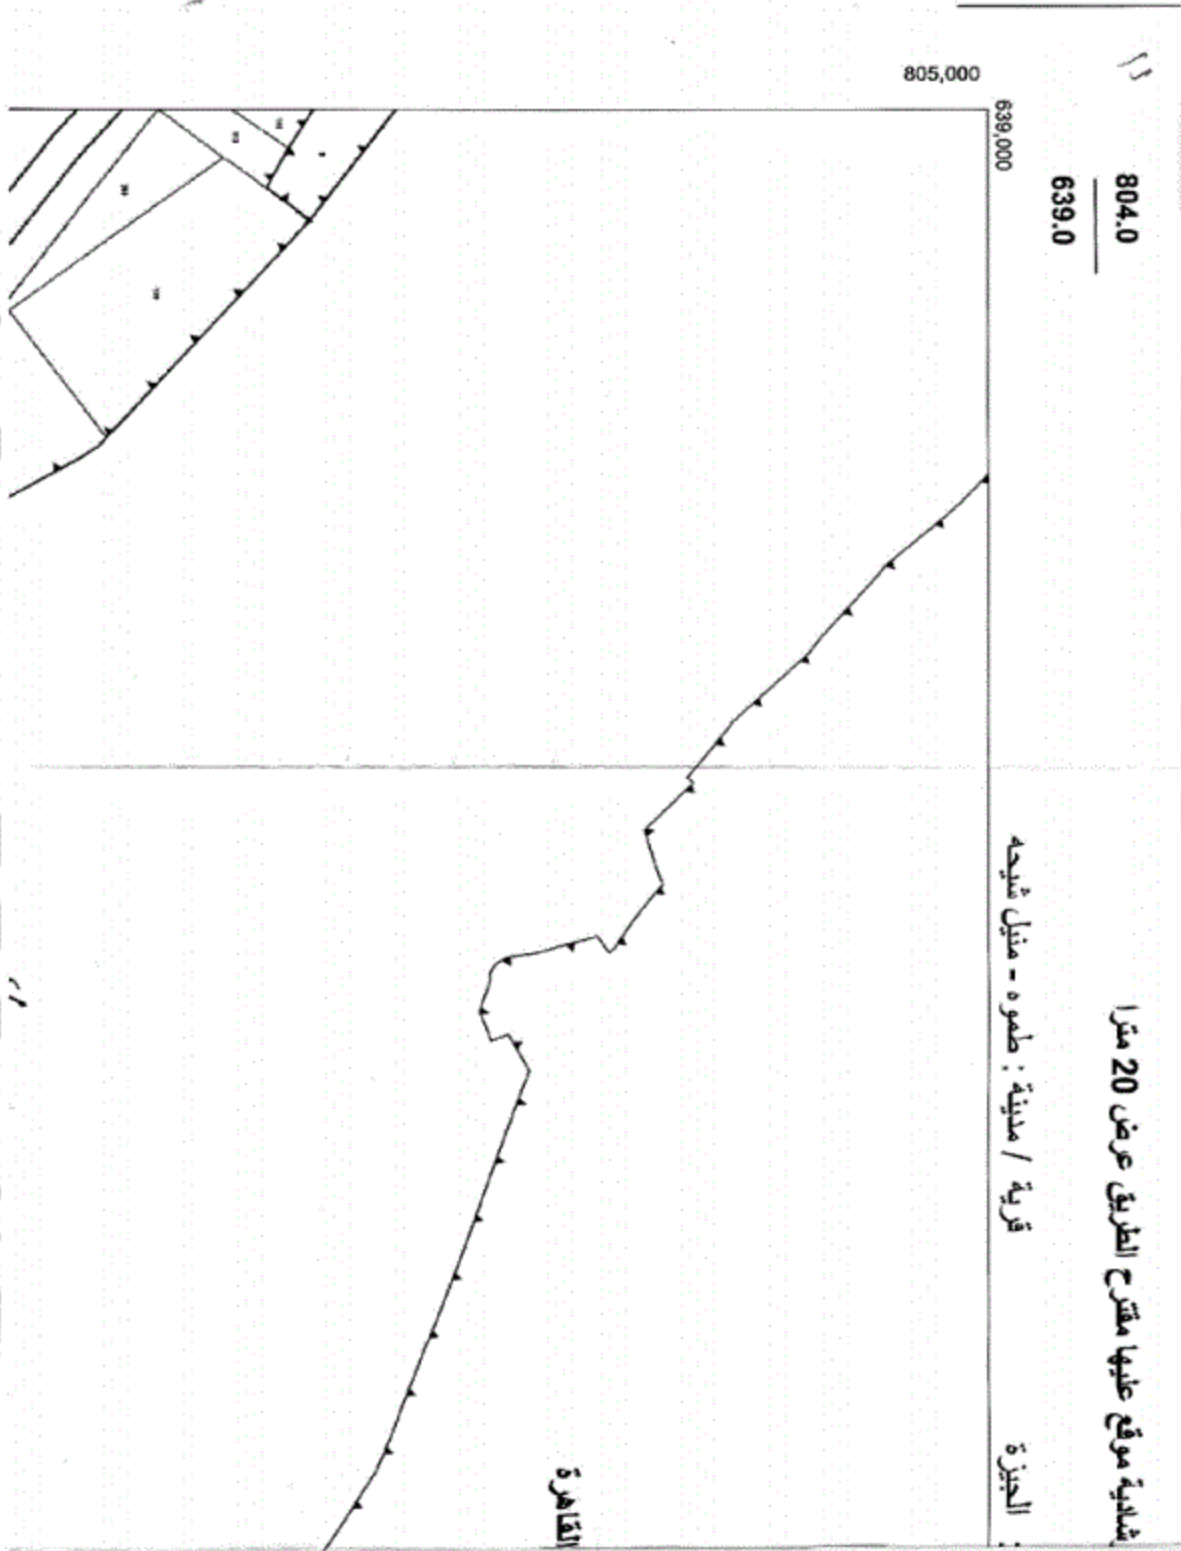 شادية موقع عليها مقترح الطريق عرض 20 مترا
804.0
639.0
: الجيزة
قرية / مدينة : طموه - منيل شيحه
639,000
805,000
القاهرة